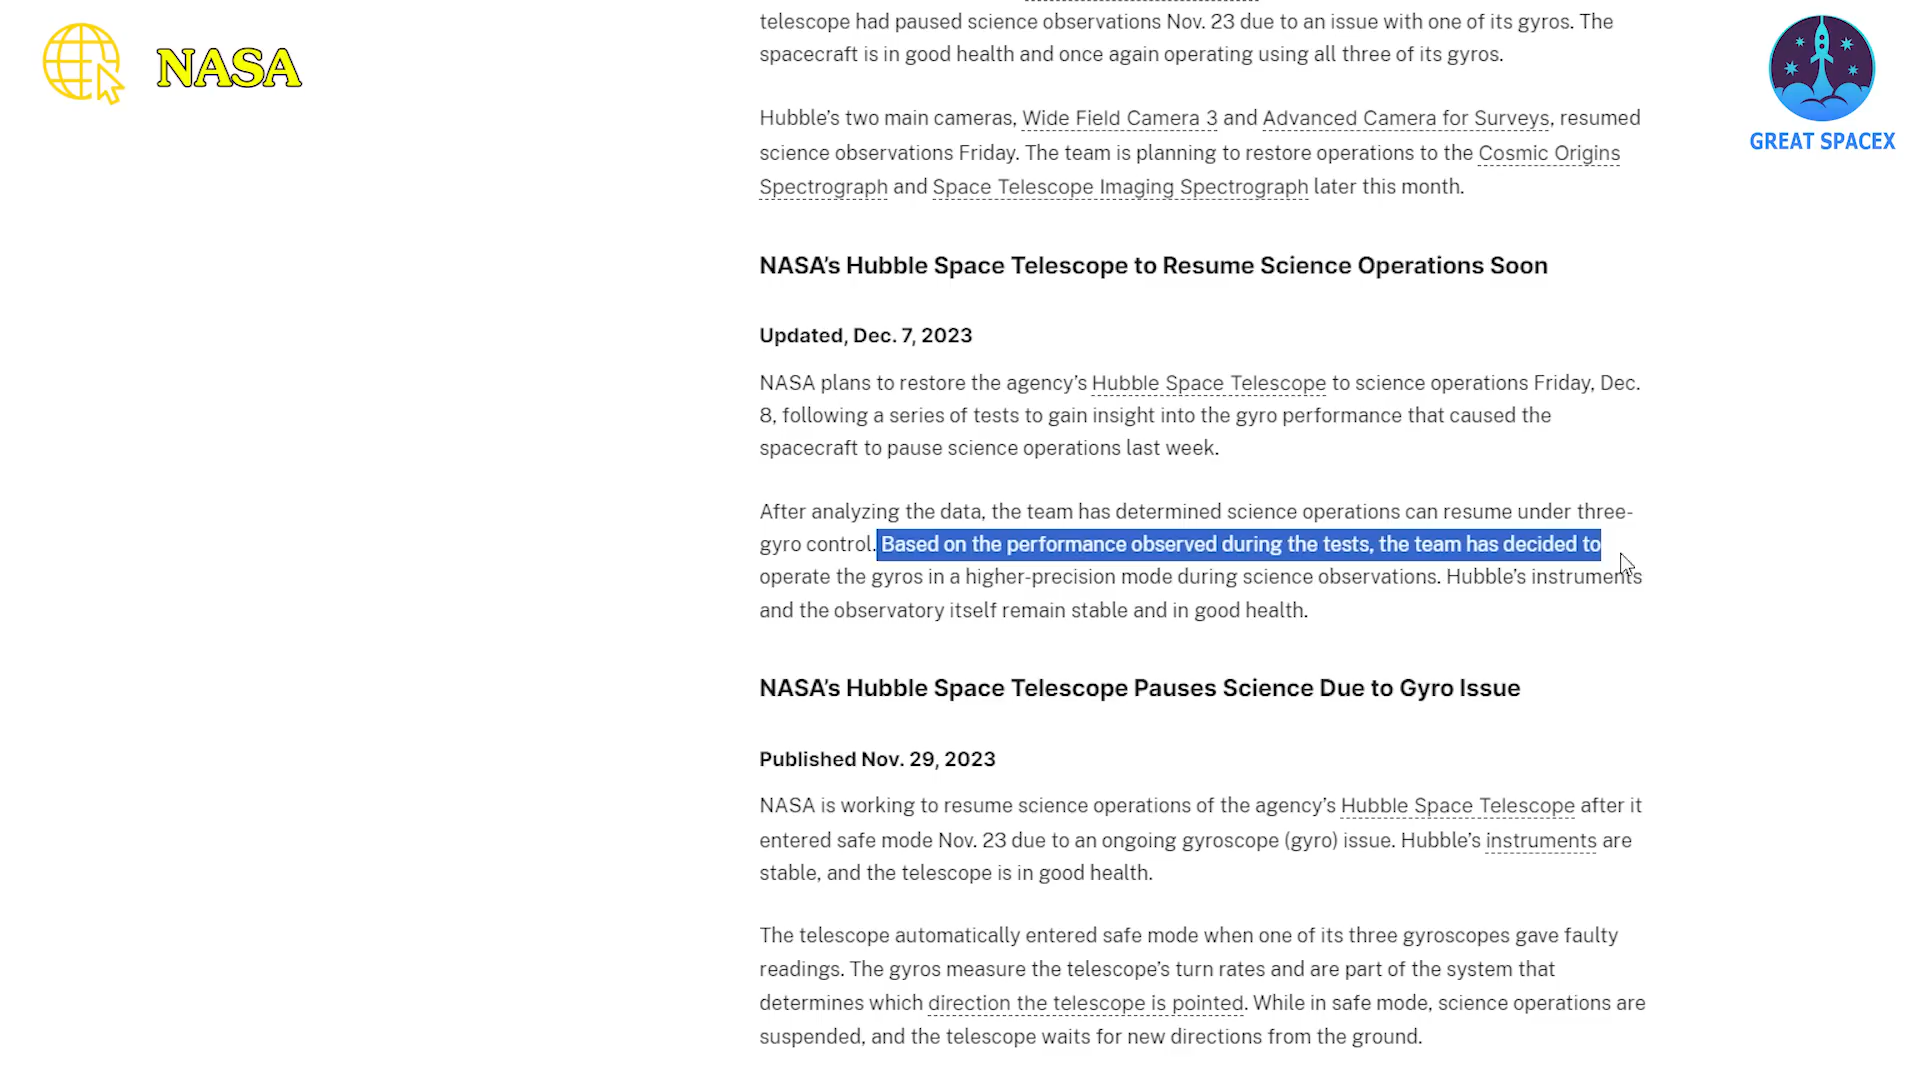 NASA
GREAT SPACEX
telescope had paused science observations Nov. 23 due to an issue with one of its gyros. The
spacecraft is in good health and once again operating using all three of its gyros.
Hubble’s two main cameras, Wide Field Camera 3 and Advanced Camera for Surveys, resumed
science observations Friday. The team is planning to restore operations to the Cosmic Origins
Spectrograph and Space Telescope Imaging Spectrograph later this month.
NASA’s Hubble Space Telescope to Resume Science Operations Soon
Updated, Dec. 7, 2023
NASA plans to restore the agency’s Hubble Space Telescope to science operations Friday, Dec.
8, following a series of tests to gain insight into the gyro performance that caused the
spacecraft to pause science operations last week.
After analyzing the data, the team has determined science operations can resume under three-
gyro control. Based on the performance observed during the tests, the team has decided to
operate the gyros in a higher-precision mode during science observations. Hubble’s instruments
and the observatory itself remain stable and in good health.
NASA’s Hubble Space Telescope Pauses Science Due to Gyro Issue
Published Nov. 29, 2023
NASA is working to resume science operations of the agency’s Hubble Space Telescope after it
entered safe mode Nov. 23 due to an ongoing gyroscope (gyro) issue. Hubble’s instruments are
stable, and the telescope is in good health.
The telescope automatically entered safe mode when one of its three gyroscopes gave faulty
readings. The gyros measure the telescope’s turn rates and are part of the system that
determines which direction the telescope is pointed. While in safe mode, science operations are
suspended, and the telescope waits for new directions from the ground.